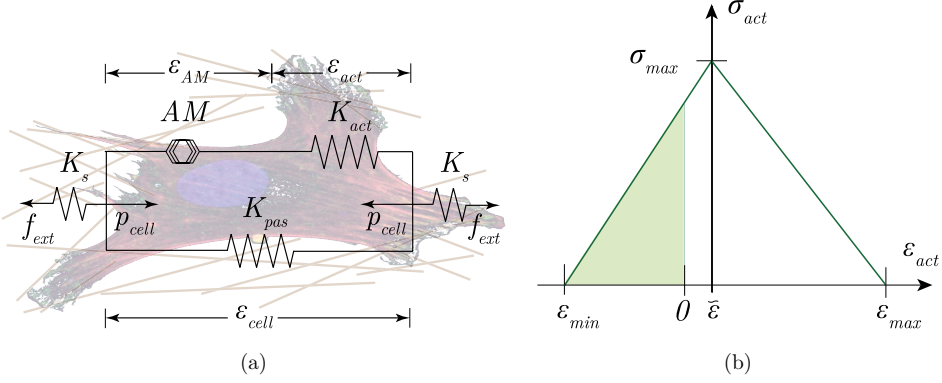 ε_AM ε_act
AM K_act
K_s K_s
f_ext p_cell K_pas p_cell f_ext
ε_cell
(a)
σ_act
σ_max
ε_act
ε_min 0 ε̃ ε_max
(b)